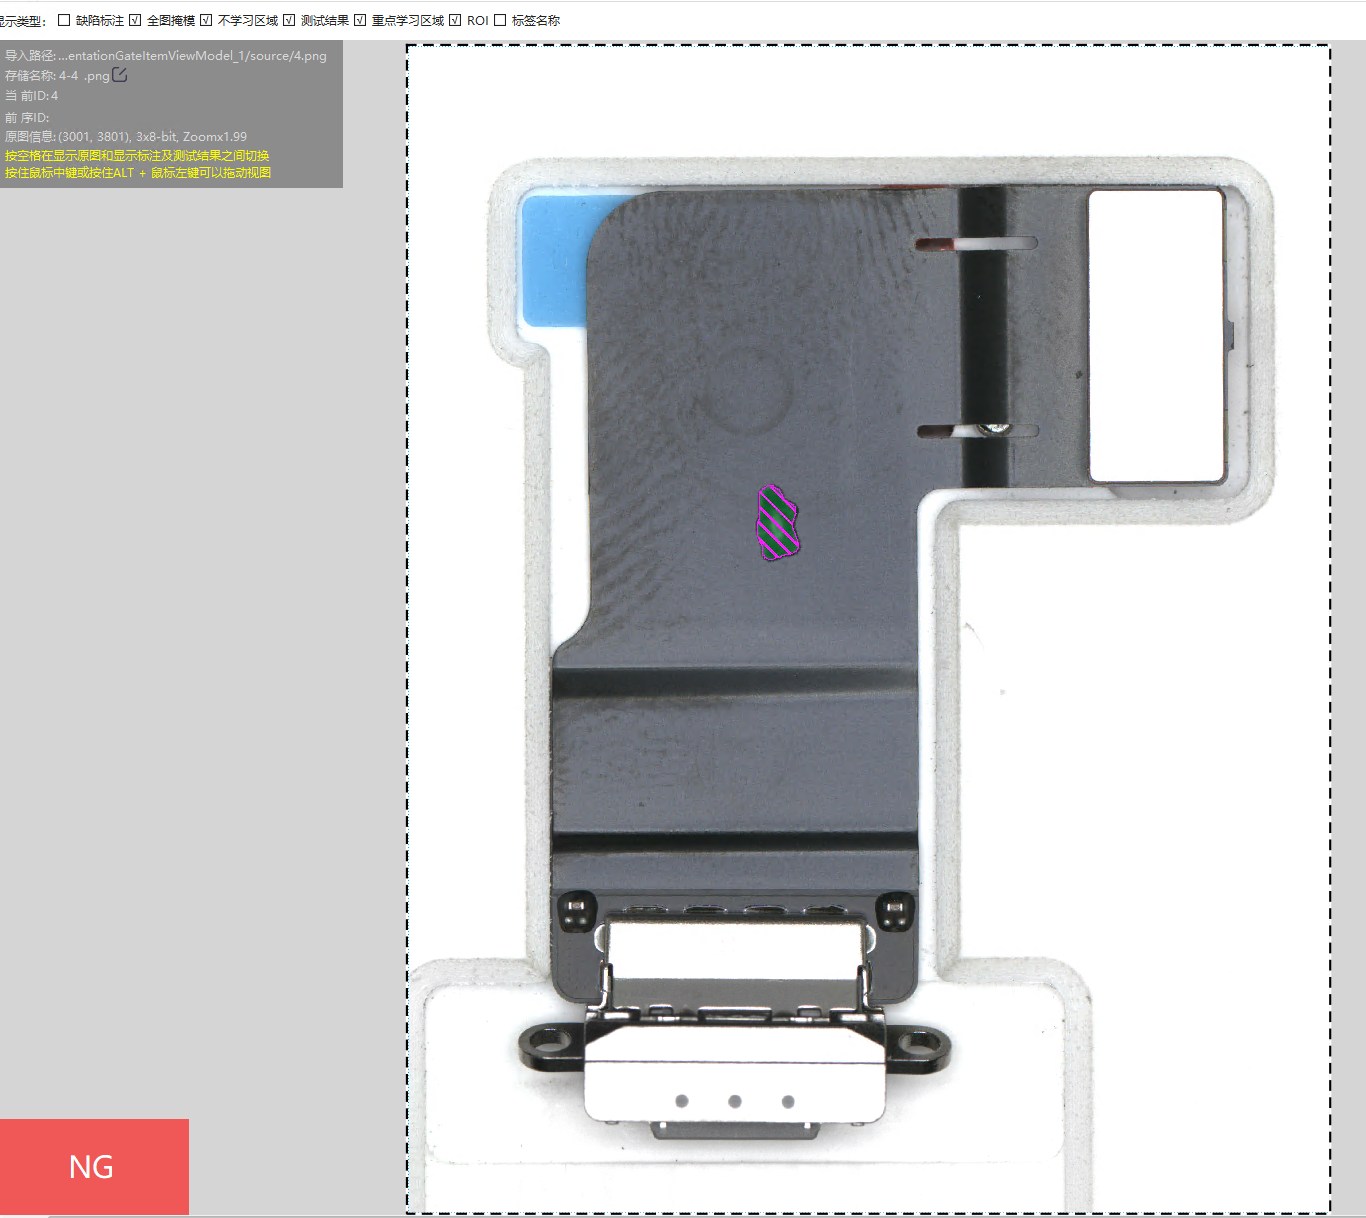 显示类型: 缺陷标注 全图掩模 不学习区域 测试结果 重点学习区域 ROI 标签名称
导入路径:...entationGateItemViewModel_1/source/4.png
存储名称: 4-4 .png
当 前ID: 4
前 序ID:
原图信息: (3001, 3801), 3x8-bit, Zoomx1.99
按空格在显示原图和显示标注及测试结果之间切换
按住鼠标中键或按住ALT + 鼠标左键可以拖动视图
NG